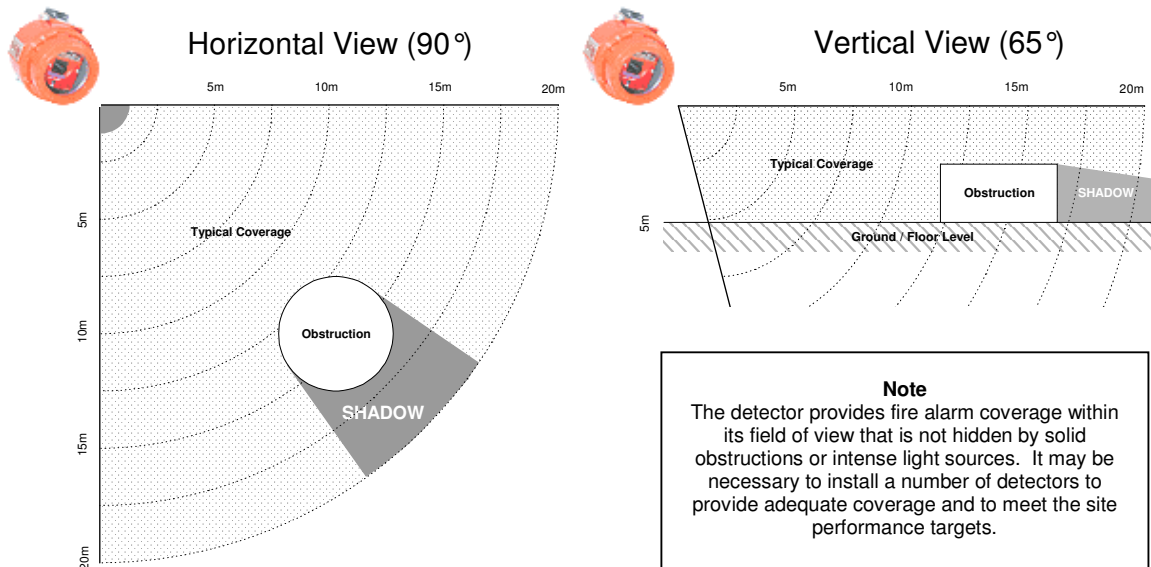 Horizontal View (90°)
5m
10m
15m
20m
5m
10m
15m
20m
Typical Coverage
Obstruction
SHADOW
Vertical View (65°)
5m
10m
15m
20m
Typical Coverage
Obstruction
SHADOW
5m
Ground / Floor Level
Note
The detector provides fire alarm coverage within
its field of view that is not hidden by solid
obstructions or intense light sources.  It may be
necessary to install a number of detectors to
provide adequate coverage and to meet the site
performance targets.